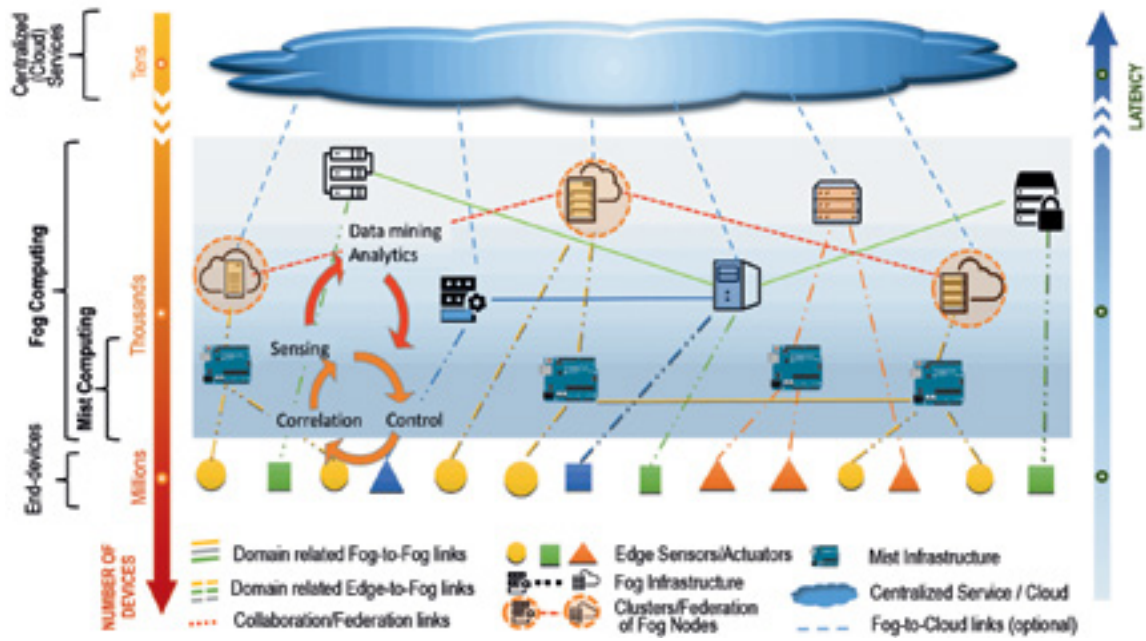 Centralized
(Cloud)
Services
Tens
LATENCY
Fog Computing
Thousands
Data mining
Analytics
Mist Computing
Sensing
Correlation
Control
End-devices
Millions
NUMBER OF
DEVICES
Domain related Fog-to-Fog links
Domain related Edge-to-Fog links
Collaboration/Federation links
Edge Sensors/Actuators
Fog Infrastructure
Clusters/Federation
of Fog Nodes
Mist Infrastructure
Centralized Service / Cloud
Fog-to-Cloud links (optional)